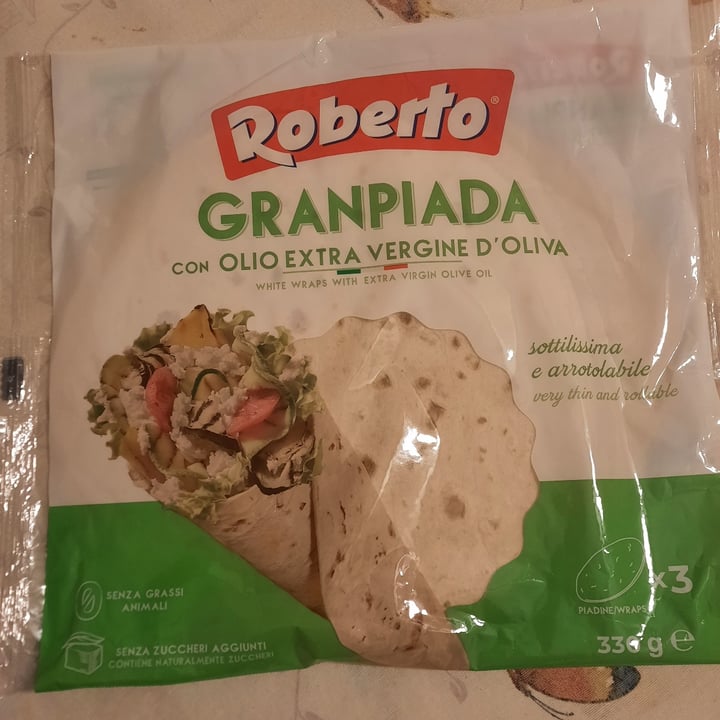 Roberto®
GRANPIADA
CON OLIO EXTRA VERGINE D'OLIVA
WHITE WRAPS WITH EXTRA VIRGIN OLIVE OIL
sottilissima
e arrotolabile
very thin and rollable
SENZA GRASSI
ANIMALI
SENZA ZUCCHERI AGGIUNTI
CONTIENE NATURALMENTE ZUCCHERI
x3
PIADINE/WRAPS
330 g ℮